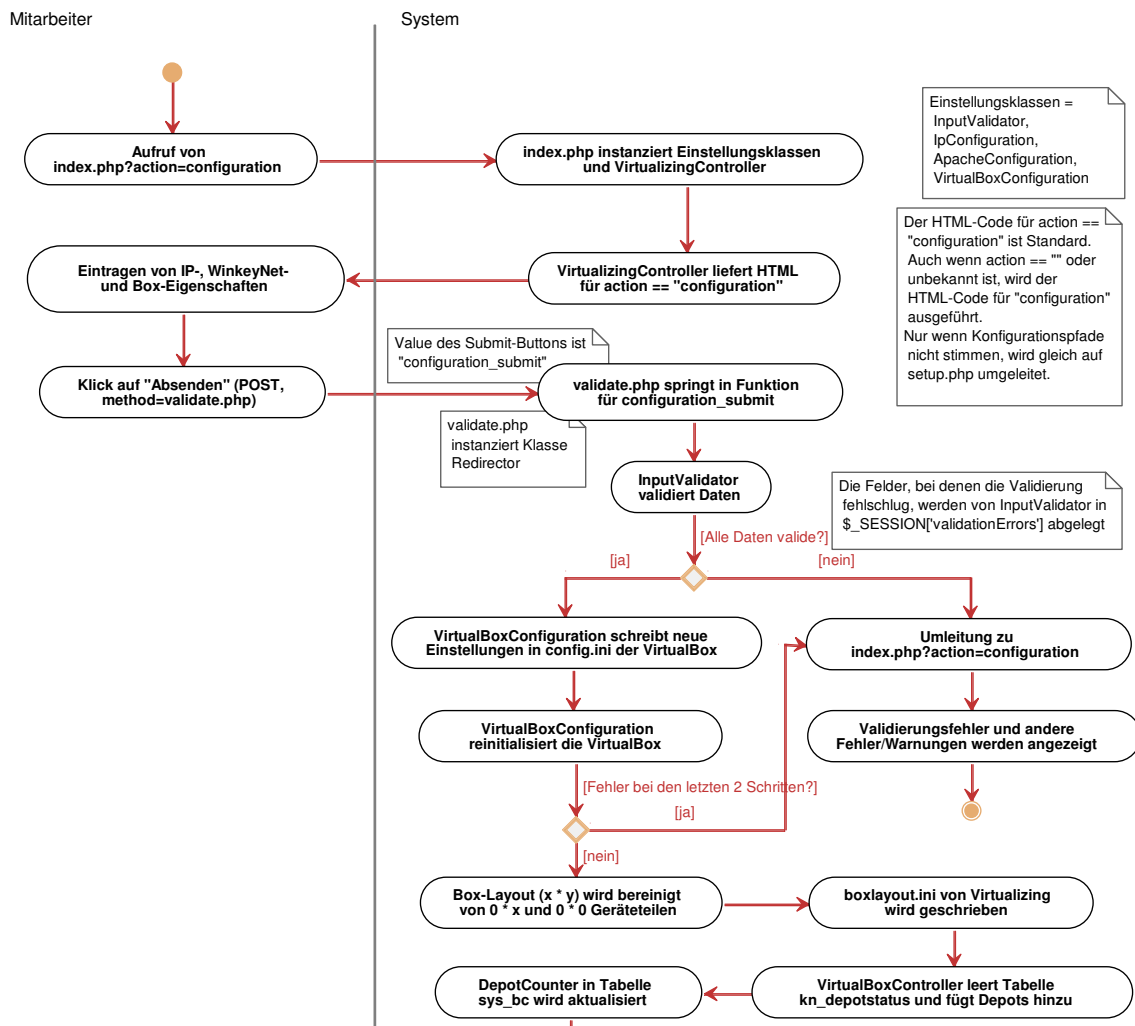 Mitarbeiter
System
Aufruf von
index.php?action=configuration
index.php instanziert Einstellungsklassen
und VirtualizingController
Einstellungsklassen =
InputValidator,
IpConfiguration,
ApacheConfiguration,
VirtualBoxConfiguration
Der HTML-Code für action ==
"configuration" ist Standard.
Auch wenn action == "" oder
unbekannt ist, wird der
HTML-Code für "configuration"
ausgeführt.
Nur wenn Konfigurationspfade
nicht stimmen, wird gleich auf
setup.php umgeleitet.
Eintragen von IP-, WinkeyNet-
und Box-Eigenschaften
VirtualizingController liefert HTML
für action == "configuration"
Value des Submit-Buttons ist
"configuration_submit"
Klick auf "Absenden" (POST,
method=validate.php)
validate.php springt in Funktion
für configuration_submit
validate.php
instanziert Klasse
Redirector
InputValidator
validiert Daten
Die Felder, bei denen die Validierung
fehlschlug, werden von InputValidator in
$_SESSION['validationErrors'] abgelegt
[Alle Daten valide?]
[ja]
[nein]
VirtualBoxConfiguration schreibt neue
Einstellungen in config.ini der VirtualBox
Umleitung zu
index.php?action=configuration
VirtualBoxConfiguration
reinitialisiert die VirtualBox
Validierungsfehler und andere
Fehler/Warnungen werden angezeigt
[Fehler bei den letzten 2 Schritten?]
[ja]
[nein]
Box-Layout (x * y) wird bereinigt
von 0 * x und 0 * 0 Geräteteilen
boxlayout.ini von Virtualizing
wird geschrieben
DepotCounter in Tabelle
sys_bc wird aktualisiert
VirtualBoxController leert Tabelle
kn_depotstatus und fügt Depots hinzu